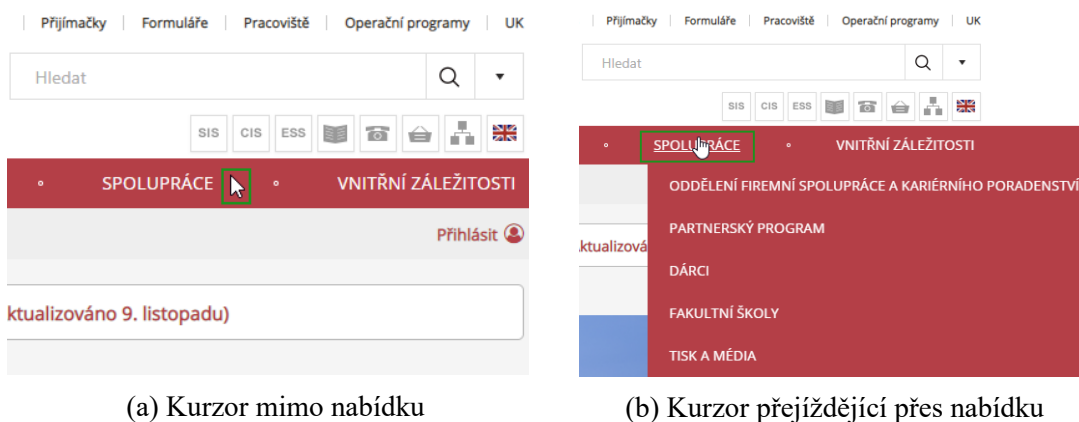 Přijímačky Formuláře Pracoviště Operační programy UK
Hledat
SIS CIS ESS
SPOLUPRÁCE VNITŘNÍ ZÁLEŽITOSTI
Přihlásit
ktualizováno 9. listopadu)
(a) Kurzor mimo nabídku
Přijímačky Formuláře Pracoviště Operační programy UK
Hledat
SIS CIS ESS
SPOLUPRÁCE VNITŘNÍ ZÁLEŽITOSTI
ODDĚLENÍ FIREMNÍ SPOLUPRÁCE A KARIÉRNÍHO PORADENSTVÍ
PARTNERSKÝ PROGRAM
ktualizová
DÁRCI
FAKULTNÍ ŠKOLY
TISK A MÉDIA
(b) Kurzor přejíždějící přes nabídku